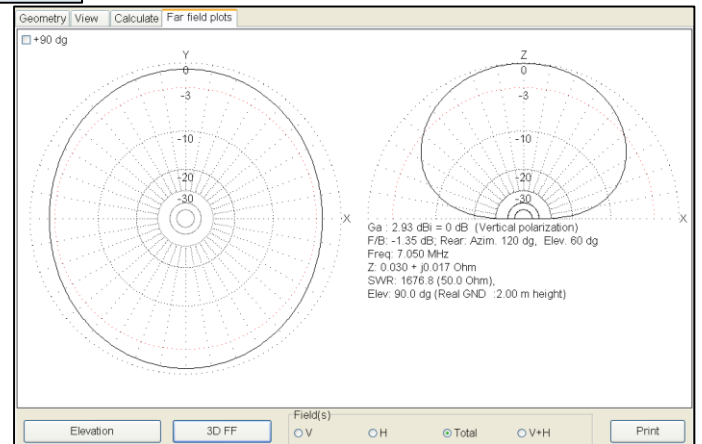 Geometry View Calculate Far field plots
+90 dg
Y
0
-3
-10
-20
-30
X
Z
0
-3
-10
-20
-30
X
Ga : 2.93 dBi = 0 dB (Vertical polarization)
F/B: -1.35 dB; Rear: Azim. 120 dg, Elev. 60 dg
Freq: 7.050 MHz
Z: 0.030 + j0.017 Ohm
SWR: 1676.8 (50.0 Ohm),
Elev: 90.0 dg (Real GND :2.00 m height)
Field(s)
Elevation 3D FF V H Total V+H Print